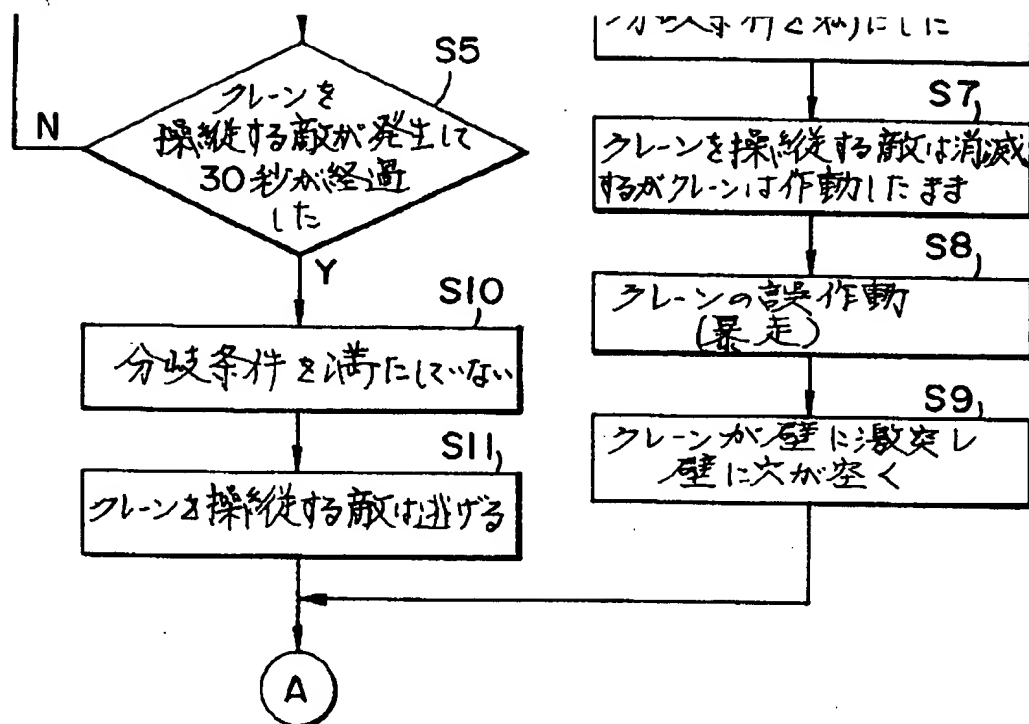 S5
クレーンを
操縦する敵が発生して
30秒が経過
した
N
Y
S10
分岐条件を満たしていない
S11
クレーンを操縦する敵は逃げる
S7
クレーンを操縦する敵は消滅
するがクレーンは作動したまま
S8
クレーンの誤作動
(暴走)
S9
クレーンが壁に激突し
壁に穴が空く
A